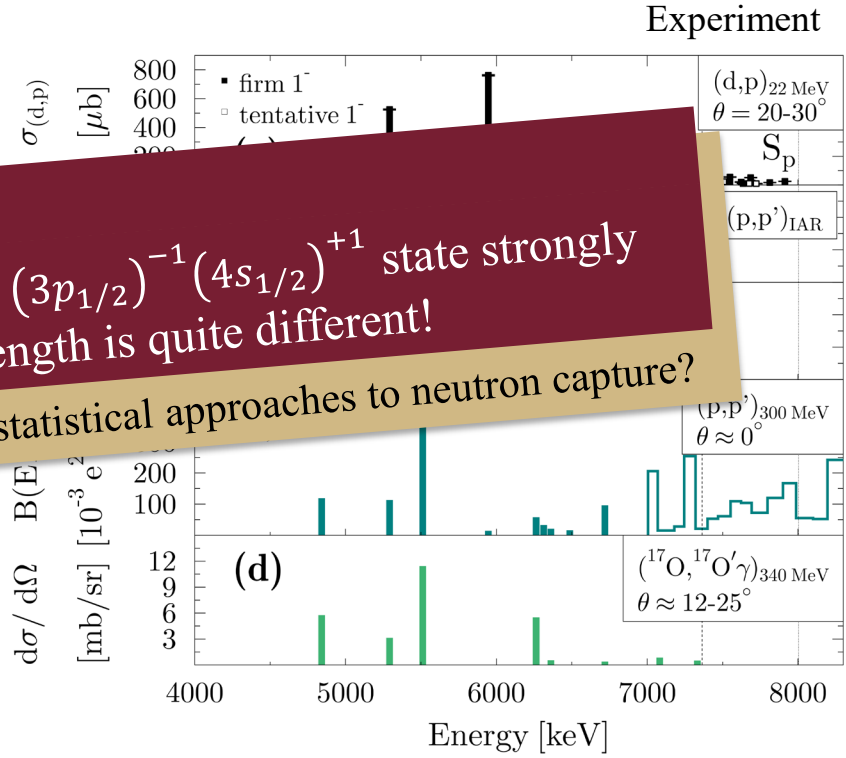 Experiment
σ(d,p) [μb]
800
600
400
200
firm 1⁻
tentative 1⁻
(d,p)22 MeV
θ = 20-30°
Sp
(p,p’)IAR
(3p1/2)⁻¹(4s1/2)⁺¹ state strongly
is quite different!
statistical approaches to neutron capture?
(p,p’)300 MeV
θ ≈ 0°
[10⁻³ e²
200
100
(d)
(¹⁷O,¹⁷O′γ)340 MeV
θ ≈ 12-25°
dσ/ dΩ
[mb/sr]
12
9
6
3
4000 5000 6000 7000 8000
Energy [keV]